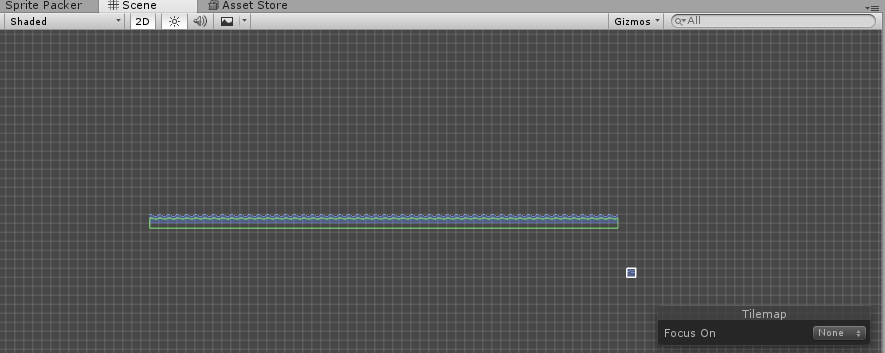 Sprite Packer Scene Asset Store
Shaded 2D Gizmos All
Tilemap
Focus On None